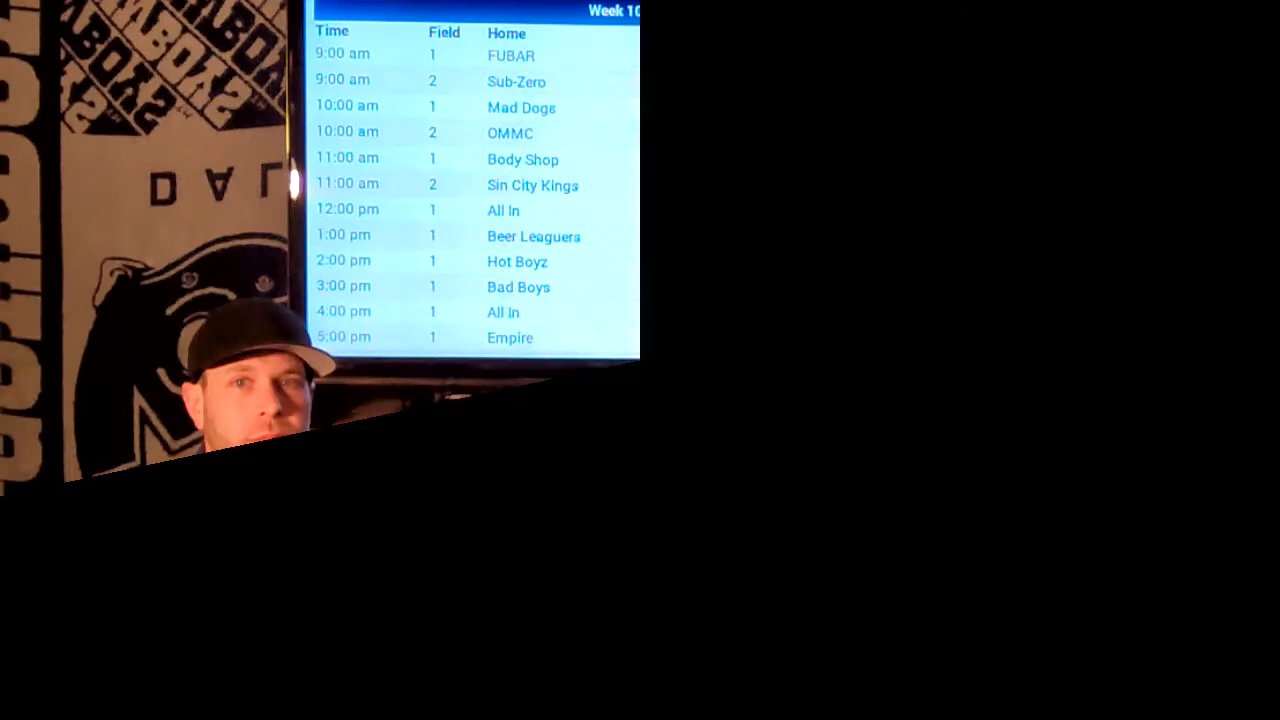 Week 10
Time Field Home
9:00 am 1 FUBAR
9:00 am 2 Sub-Zero
10:00 am 1 Mad Dogs
10:00 am 2 OMMC
11:00 am 1 Body Shop
11:00 am 2 Sin City Kings
12:00 pm 1 All In
1:00 pm 1 Beer Leaguers
2:00 pm 1 Hot Boyz
3:00 pm 1 Bad Boys
4:00 pm 1 All In
5:00 pm 1 Empire
DAL